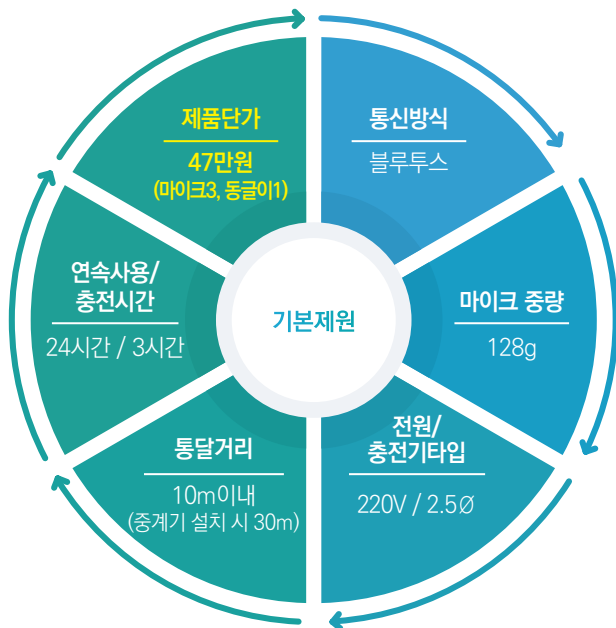 제품단가
47만원
(마이크3, 동글이1)
통신방식
블루투스
연속사용/
충전시간
24시간 / 3시간
기본제원
마이크 중량
128g
통달거리
10m이내
(중계기 설치 시 30m)
전원/
충전기타입
220V / 2.5Ø